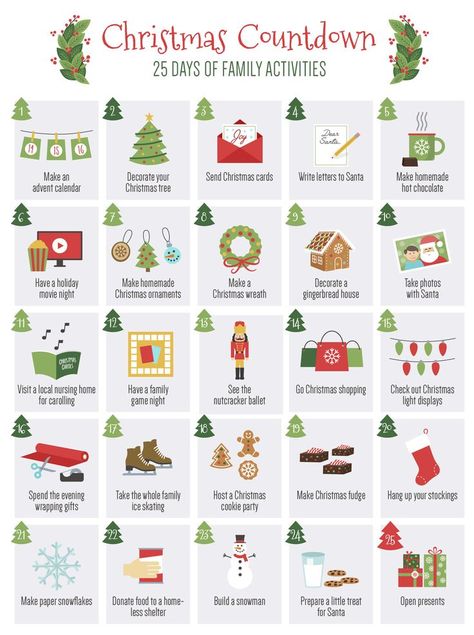 Christmas Countdown
25 DAYS OF FAMILY ACTIVITIES
1
14 15 16
Make an
advent calendar
2
Decorate your
Christmas tree
3
Joy
Send Christmas cards
4
Dear
Santa,
Write letters to Santa
5
Make homemade
hot chocolate
6
Have a holiday
movie night
7
Make homemade
Christmas ornaments
8
Make a
Christmas wreath
9
Decorate a
gingerbread house
10
Take photos
with Santa
11
CHRISTMAS
CAROLS
Visit a local nursing home
for carolling
12
Have a family
game night
13
See the
nutcracker ballet
14
Go Christmas shopping
15
Check out Christmas
light displays
16
Spend the evening
wrapping gifts
17
Take the whole family
ice skating
18
Host a Christmas
cookie party
19
Make Christmas fudge
20
Hang up your stockings
21
Make paper snowflakes
22
Donate food to a home-
less shelter
23
Build a snowman
24
Prepare a little treat
for Santa
25
Open presents